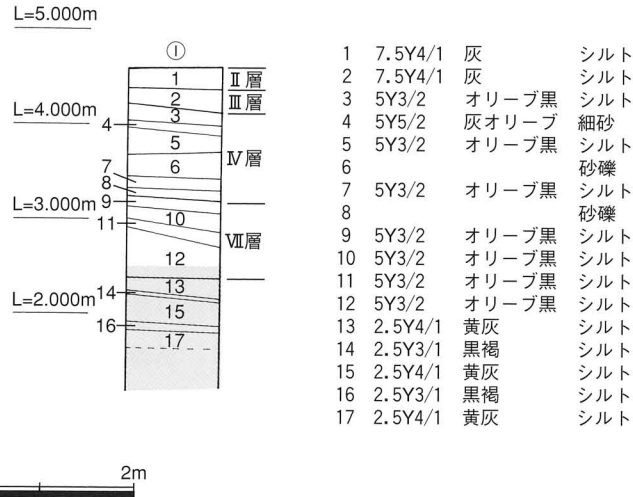 L=5.000m
①
1
Ⅱ層
2
Ⅲ層
L=4.000m
3
4
5
Ⅳ層
6
7
8
L=3.000m
9
10
11
Ⅶ層
12
13
L=2.000m
14
15
16
17
2m
1 7.5Y4/1 灰 シルト
2 7.5Y4/1 灰 シルト
3 5Y3/2 オリーブ黒 シルト
4 5Y5/2 灰オリーブ 細砂
5 5Y3/2 オリーブ黒 シルト
6 砂礫
7 5Y3/2 オリーブ黒 シルト
8 砂礫
9 5Y3/2 オリーブ黒 シルト
10 5Y3/2 オリーブ黒 シルト
11 5Y3/2 オリーブ黒 シルト
12 5Y3/2 オリーブ黒 シルト
13 2.5Y4/1 黄灰 シルト
14 2.5Y3/1 黒褐 シルト
15 2.5Y4/1 黄灰 シルト
16 2.5Y3/1 黒褐 シルト
17 2.5Y4/1 黄灰 シルト